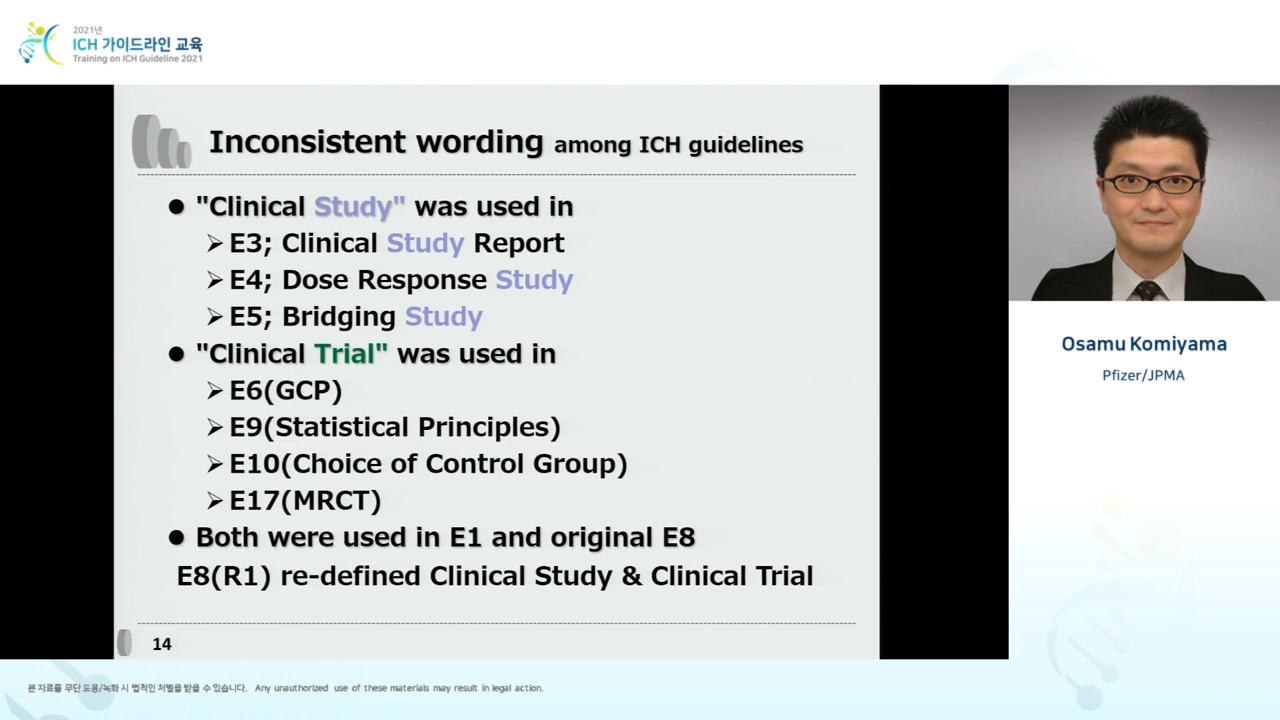 2021년
ICH 가이드라인 교육
Training on ICH Guideline 2021
Inconsistent wording among ICH guidelines
● "Clinical Study" was used in
➢ E3; Clinical Study Report
➢ E4; Dose Response Study
➢ E5; Bridging Study
● "Clinical Trial" was used in
➢ E6(GCP)
➢ E9(Statistical Principles)
➢ E10(Choice of Control Group)
➢ E17(MRCT)
● Both were used in E1 and original E8
E8(R1) re-defined Clinical Study & Clinical Trial
14
Osamu Komiyama
Pfizer/JPMA
본 자료를 무단 도용/녹화 시 법적인 처벌을 받을 수 있습니다. Any unauthorized use of these materials may result in legal action.